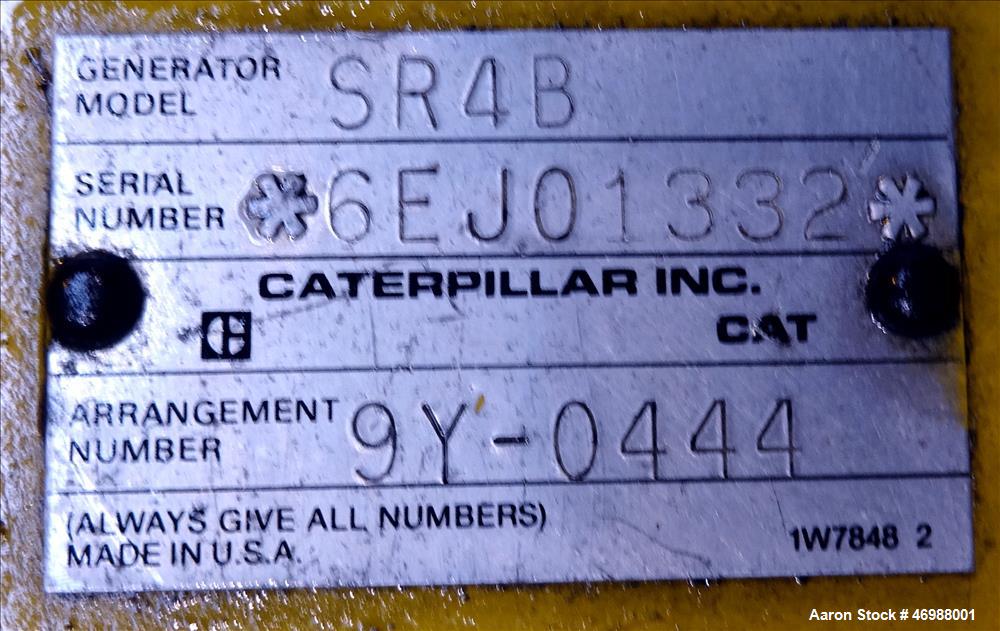 GENERATOR MODEL SR4B
SERIAL NUMBER *6EJ01332*
CATERPILLAR INC.
C CAT
ARRANGEMENT NUMBER 9Y-0444
(ALWAYS GIVE ALL NUMBERS)
MADE IN U.S.A. 1W7848 2
Aaron Stock # 46988001